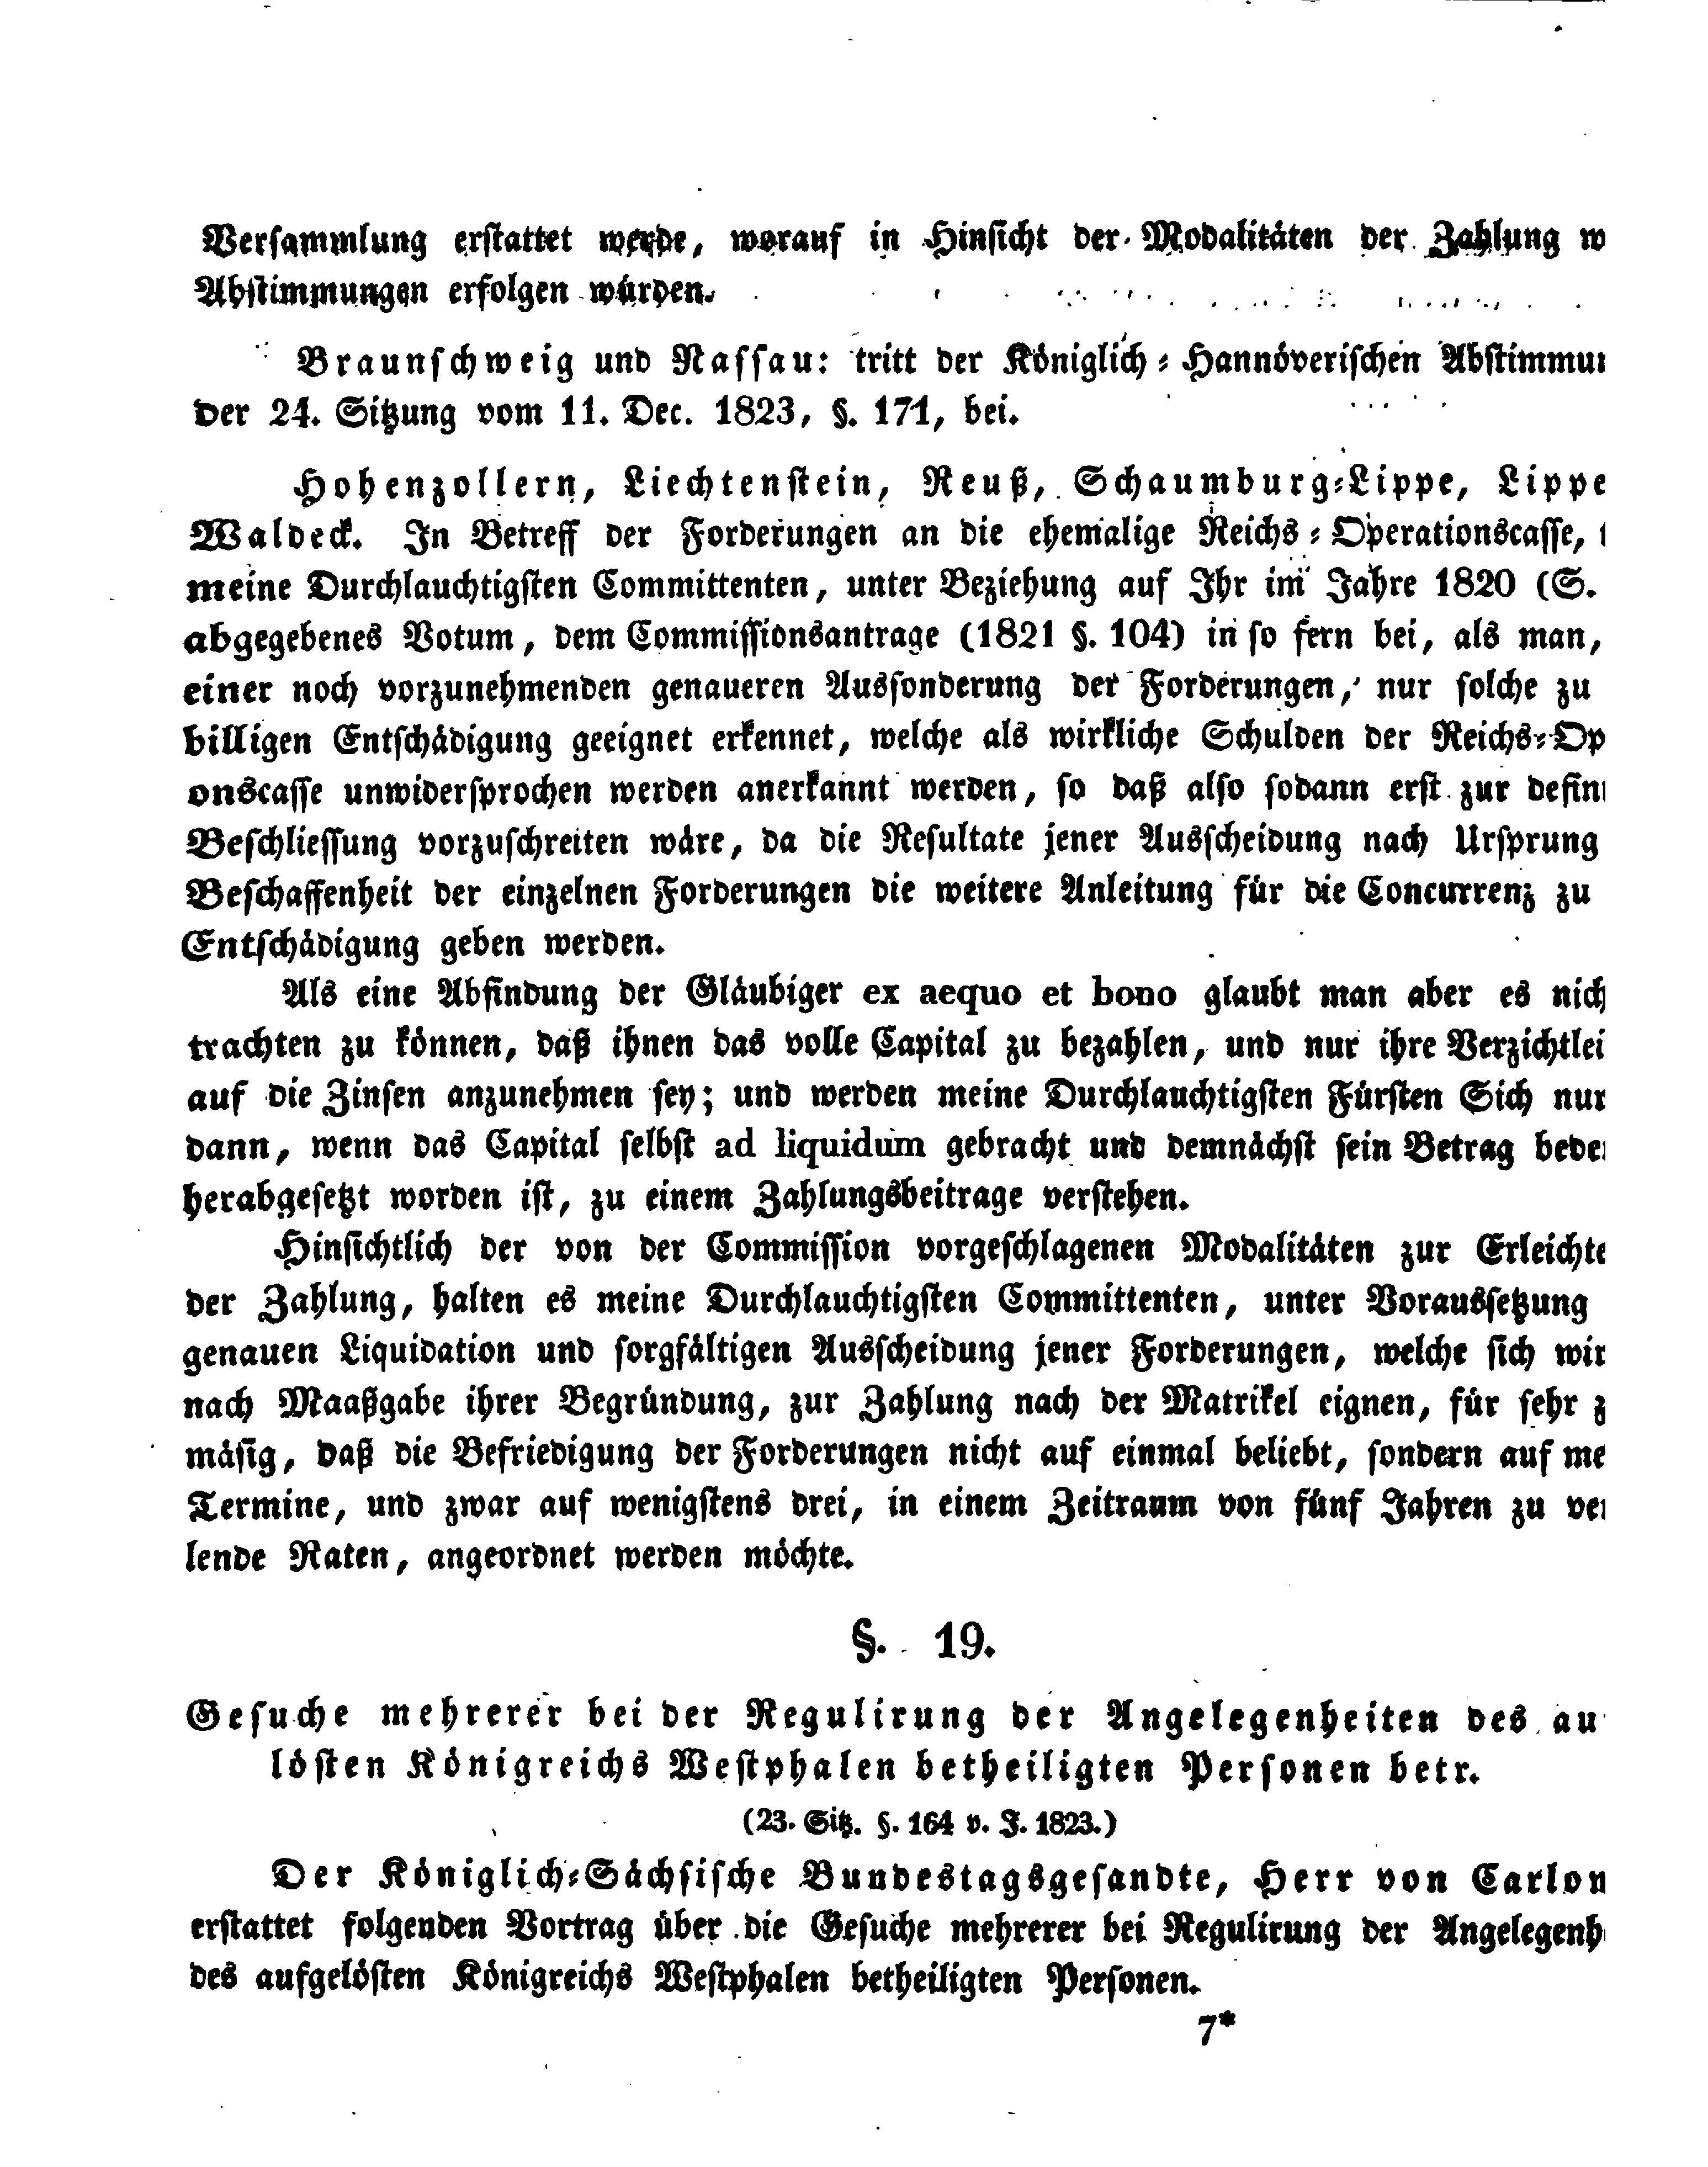 Versammlung erstattet werde, worauf in Hinsicht der Modalitäten der Zahlung w
Abstimmungen erfolgen würden.
Braunschweig und Nassau: tritt der Königlich-Hannöverischen Abstimmun
der 24. Sitzung vom 11. Dec. 1823, §. 171, bei.
Hohenzollern, Liechtenstein, Reuß, Schaumburg-Lippe, Lippe
Waldeck. In Betreff der Forderungen an die ehemalige Reichs-Operationscasse,
meine Durchlauchtigsten Committenten, unter Beziehung auf Ihr im Jahre 1820 (S.
abgegebenes Votum, dem Commissionsantrage (1821 §. 104) in so fern bei, als man,
einer noch vorzunehmenden genaueren Aussonderung der Forderungen, nur solche zu
billigen Entschädigung geeignet erkennet, welche als wirkliche Schulden der Reichs-Op
onscasse unwidersprochen werden anerkannt werden, so daß also sodann erst zur defini
Beschliessung vorzuschreiten wäre, da die Resultate jener Ausscheidung nach Ursprung
Beschaffenheit der einzelnen Forderungen die weitere Anleitung für die Concurrenz zu
Entschädigung geben werden.
Als eine Abfindung der Gläubiger ex aequo et bono glaubt man aber es nich
trachten zu können, daß ihnen das volle Capital zu bezahlen, und nur ihre Verzichtlei
auf die Zinsen anzunehmen sey; und werden meine Durchlauchtigsten Fürsten Sich nur
dann, wenn das Capital selbst ad liquidum gebracht und demnächst sein Betrag bede
herabgesetzt worden ist, zu einem Zahlungsbeitrage verstehen.
Hinsichtlich der von der Commission vorgeschlagenen Modalitäten zur Erleichte
der Zahlung, halten es meine Durchlauchtigsten Committenten, unter Voraussetzung
genauen Liquidation und sorgfältigen Ausscheidung jener Forderungen, welche sich wir
nach Maaßgabe ihrer Begründung, zur Zahlung nach der Matrikel eignen, für sehr z
mäsig, daß die Befriedigung der Forderungen nicht auf einmal beliebt, sondern auf me
Termine, und zwar auf wenigstens drei, in einem Zeitraum von fünf Jahren zu ver
lende Raten, angeordnet werden möchte.
§. 19.
Gesuche mehrerer bei der Regulirung der Angelegenheiten des au
lösten Königreichs Westphalen betheiligten Personen betr.
(23. Sitz. §. 164 v. J. 1823.)
Der Königlich-Sächsische Bundestagsgesandte, Herr von Carlow
erstattet folgenden Vortrag über die Gesuche mehrerer bei Regulirung der Angelegenh
des aufgelösten Königreichs Westphalen betheiligten Personen.
7*